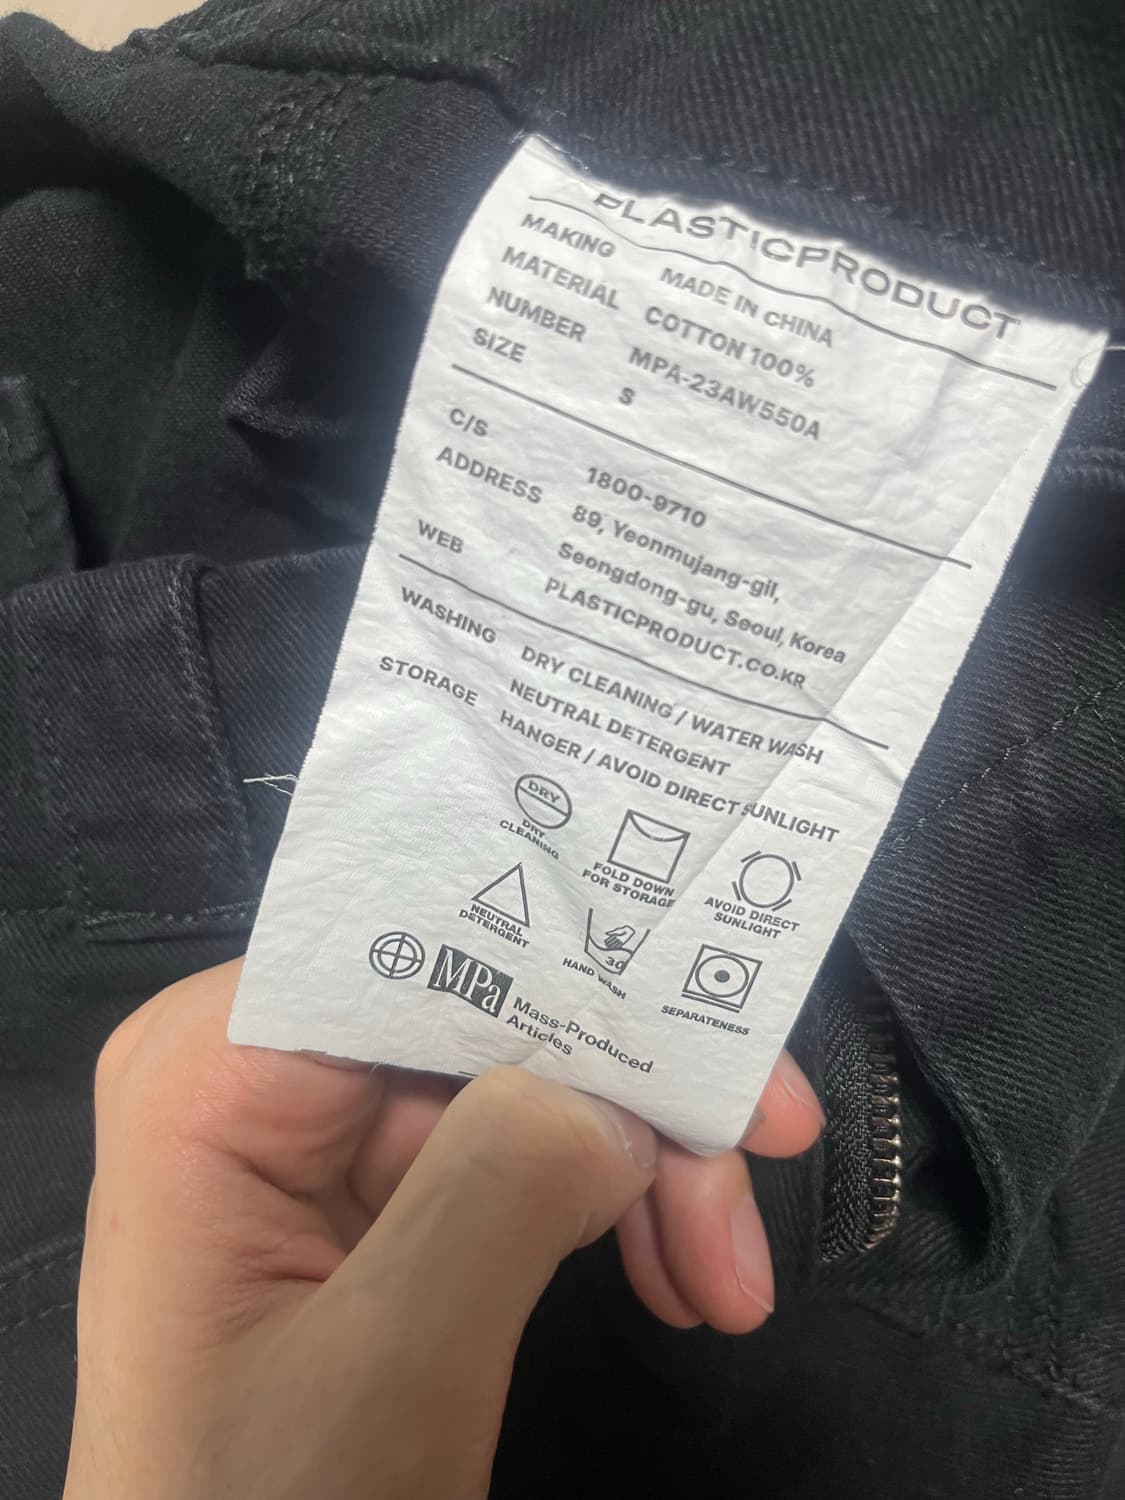 PLASTICPRODUCT
MAKING MADE IN CHINA
MATERIAL COTTON 100%
NUMBER MPA-23AW550A
SIZE S
C/S 1800-9710
ADDRESS 89, Yeonmujang-gil,
Seongdong-gu, Seoul, Korea
WEB PLASTICPRODUCT.CO.KR
WASHING DRY CLEANING / WATER WASH
NEUTRAL DETERGENT
STORAGE HANGER / AVOID DIRECT SUNLIGHT
DRY
DRY
CLEANING
FOLD DOWN
FOR STORAGE
AVOID DIRECT
SUNLIGHT
NEUTRAL
DETERGENT
30
HAND WASH
SEPARATENESS
MPa
Mass-Produced
Articles